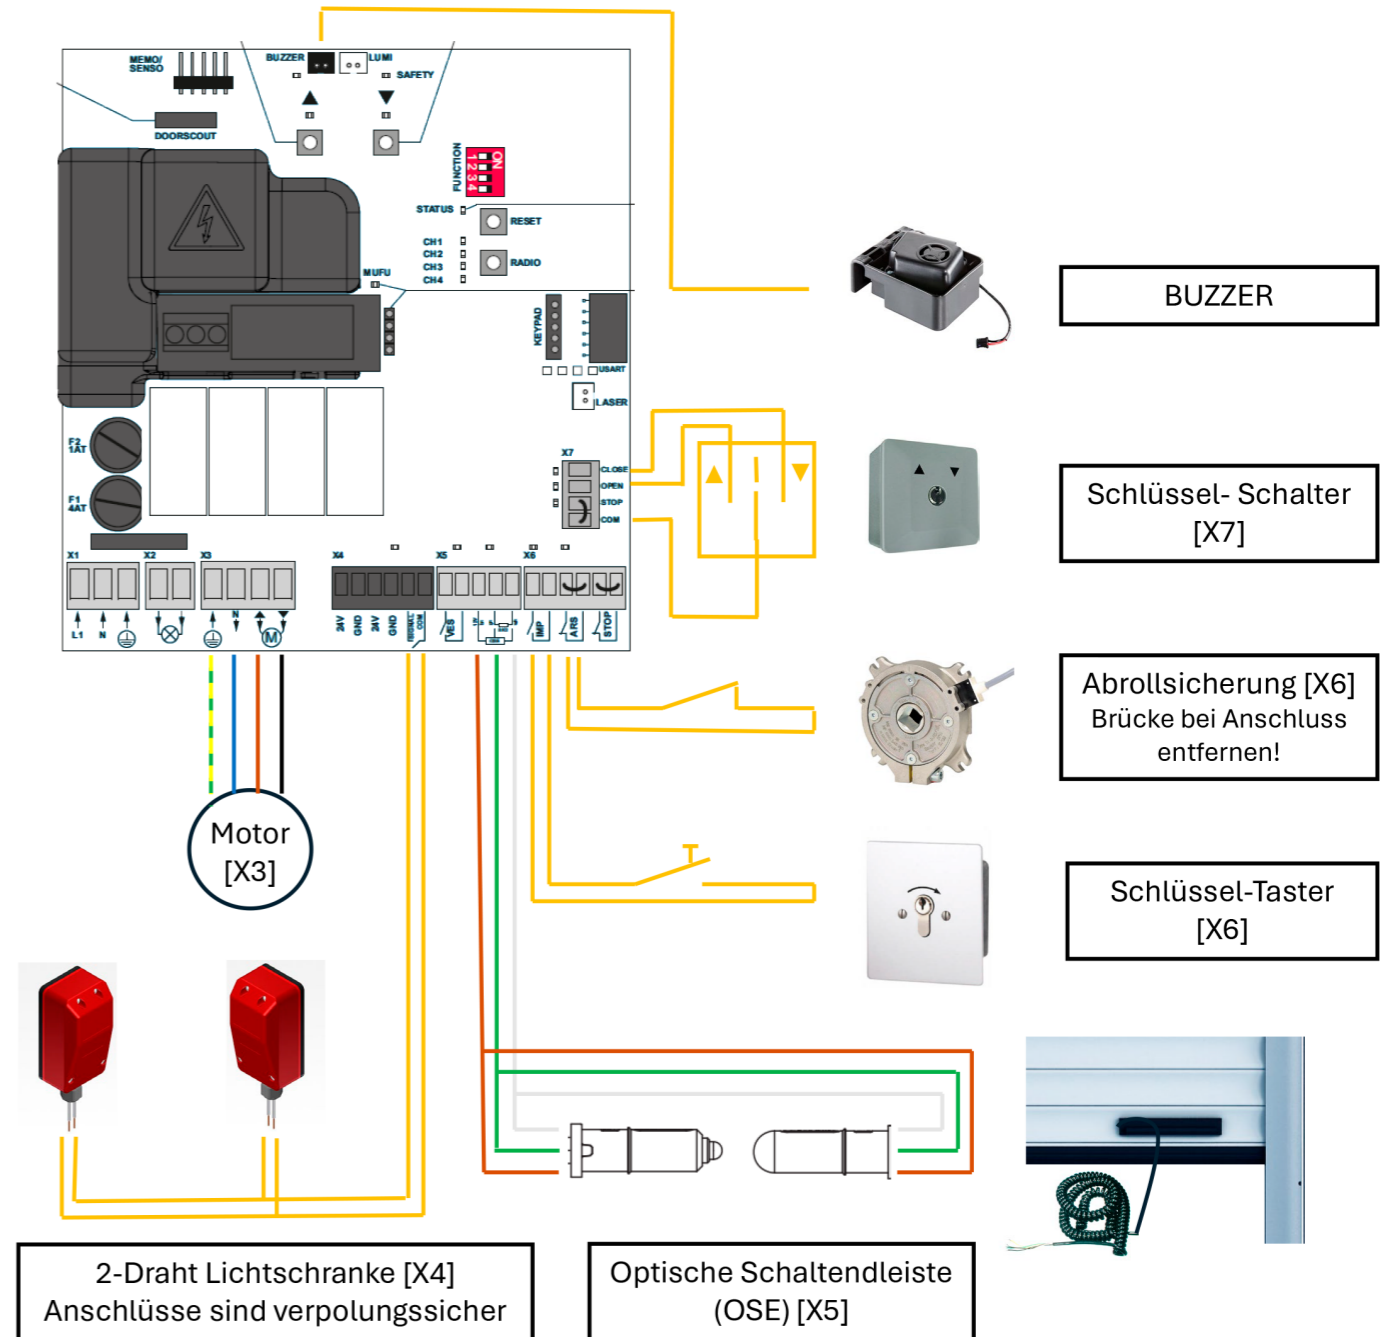 MEMO/
SENSO
BUZZER
LUMI
SAFETY
DOORSCOUT
FUNCTION
ON
1 2 3 4
STATUS
RESET
CH1
CH2
CH3
CH4
RADIO
MUFU
KEYPAD
USART
LASER
BUZZER
F2
1AT
F1
4AT
X7
CLOSE
OPEN
STOP
COM
Schlüssel- Schalter
[X7]
X1
X2
X3
X4
X5
X6
L1
N
N
M
24V
GND
24V
GND
COM
VES
IMP
ARS
STOP
Abrollsicherung [X6]
Brücke bei Anschluss
entfernen!
Motor
[X3]
Schlüssel-Taster
[X6]
2-Draht Lichtschranke [X4]
Anschlüsse sind verpolungssicher
Optische Schaltendleiste
(OSE) [X5]